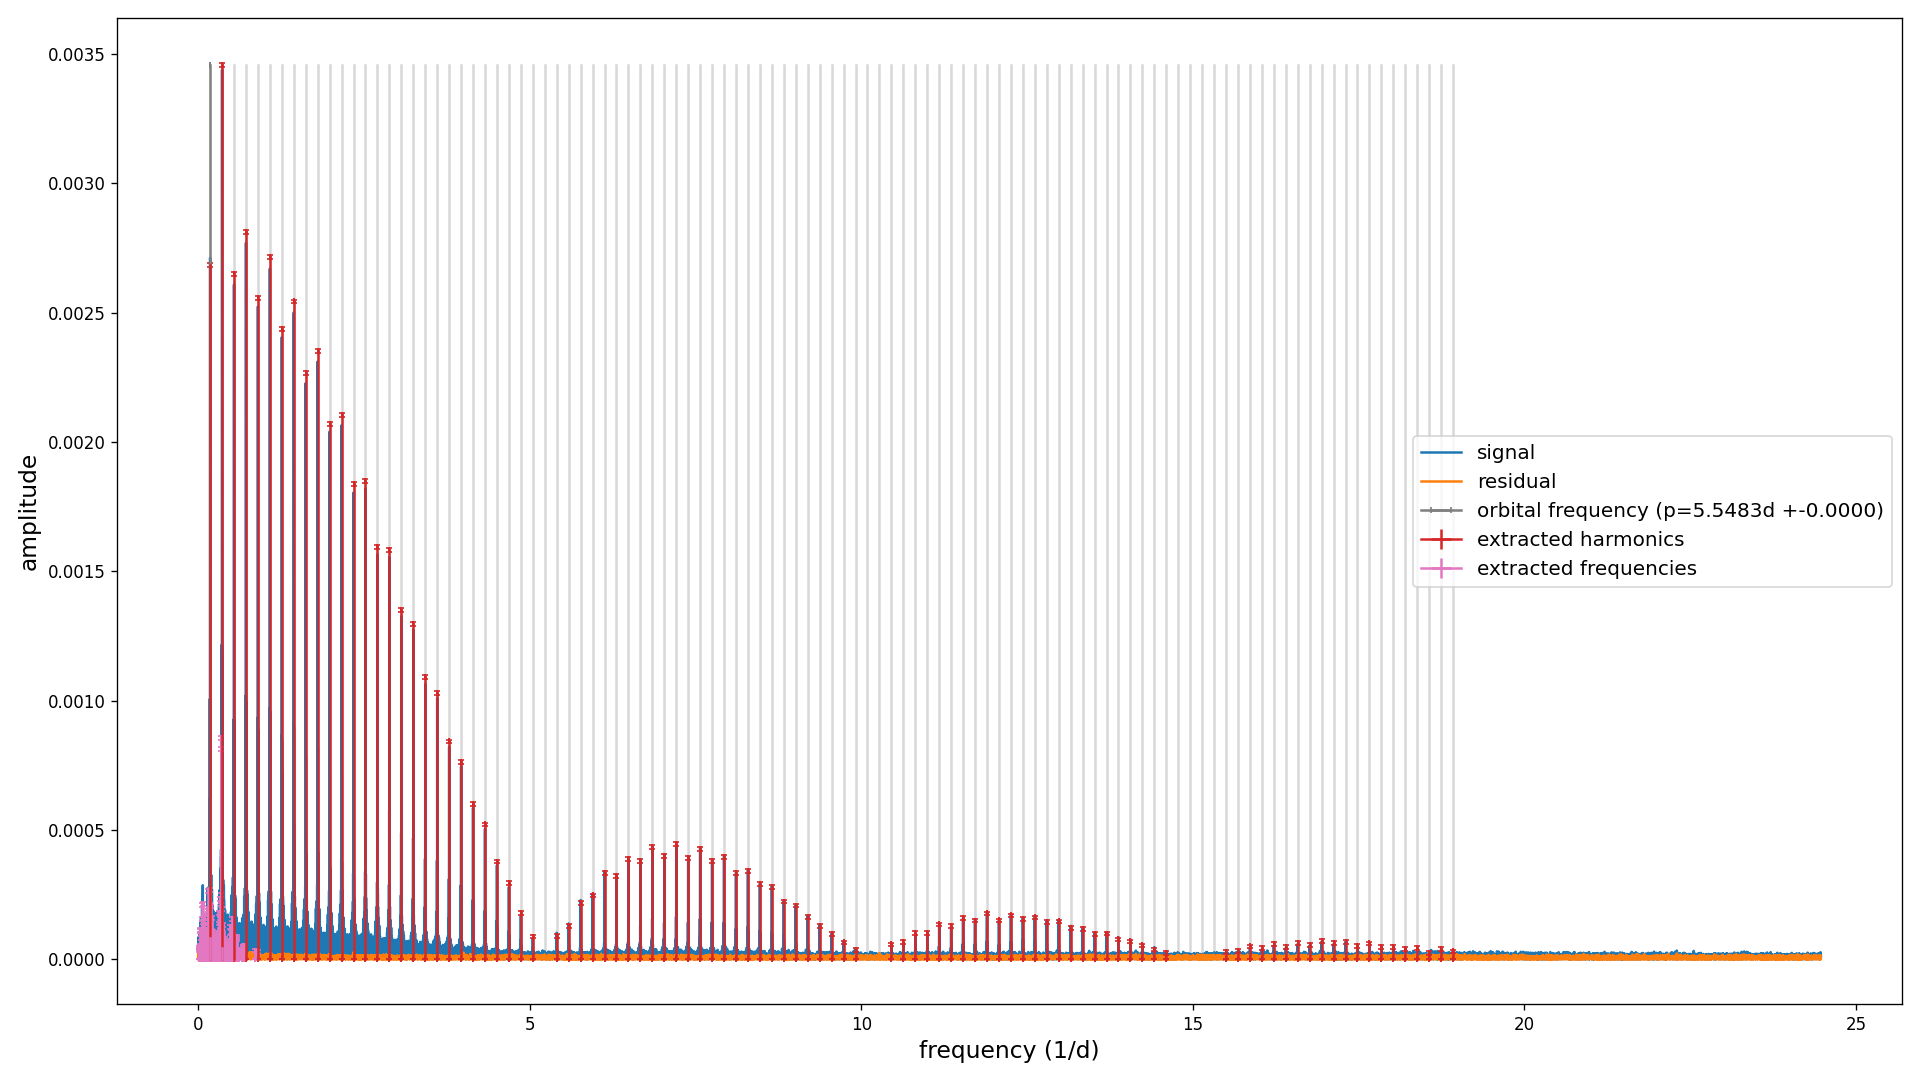 0.0035
0.0030
0.0025
0.0020
0.0015
0.0010
0.0005
0.0000
amplitude
0 5 10 15 20 25
frequency (1/d)
signal
residual
orbital frequency (p=5.5483d +-0.0000)
extracted harmonics
extracted frequencies